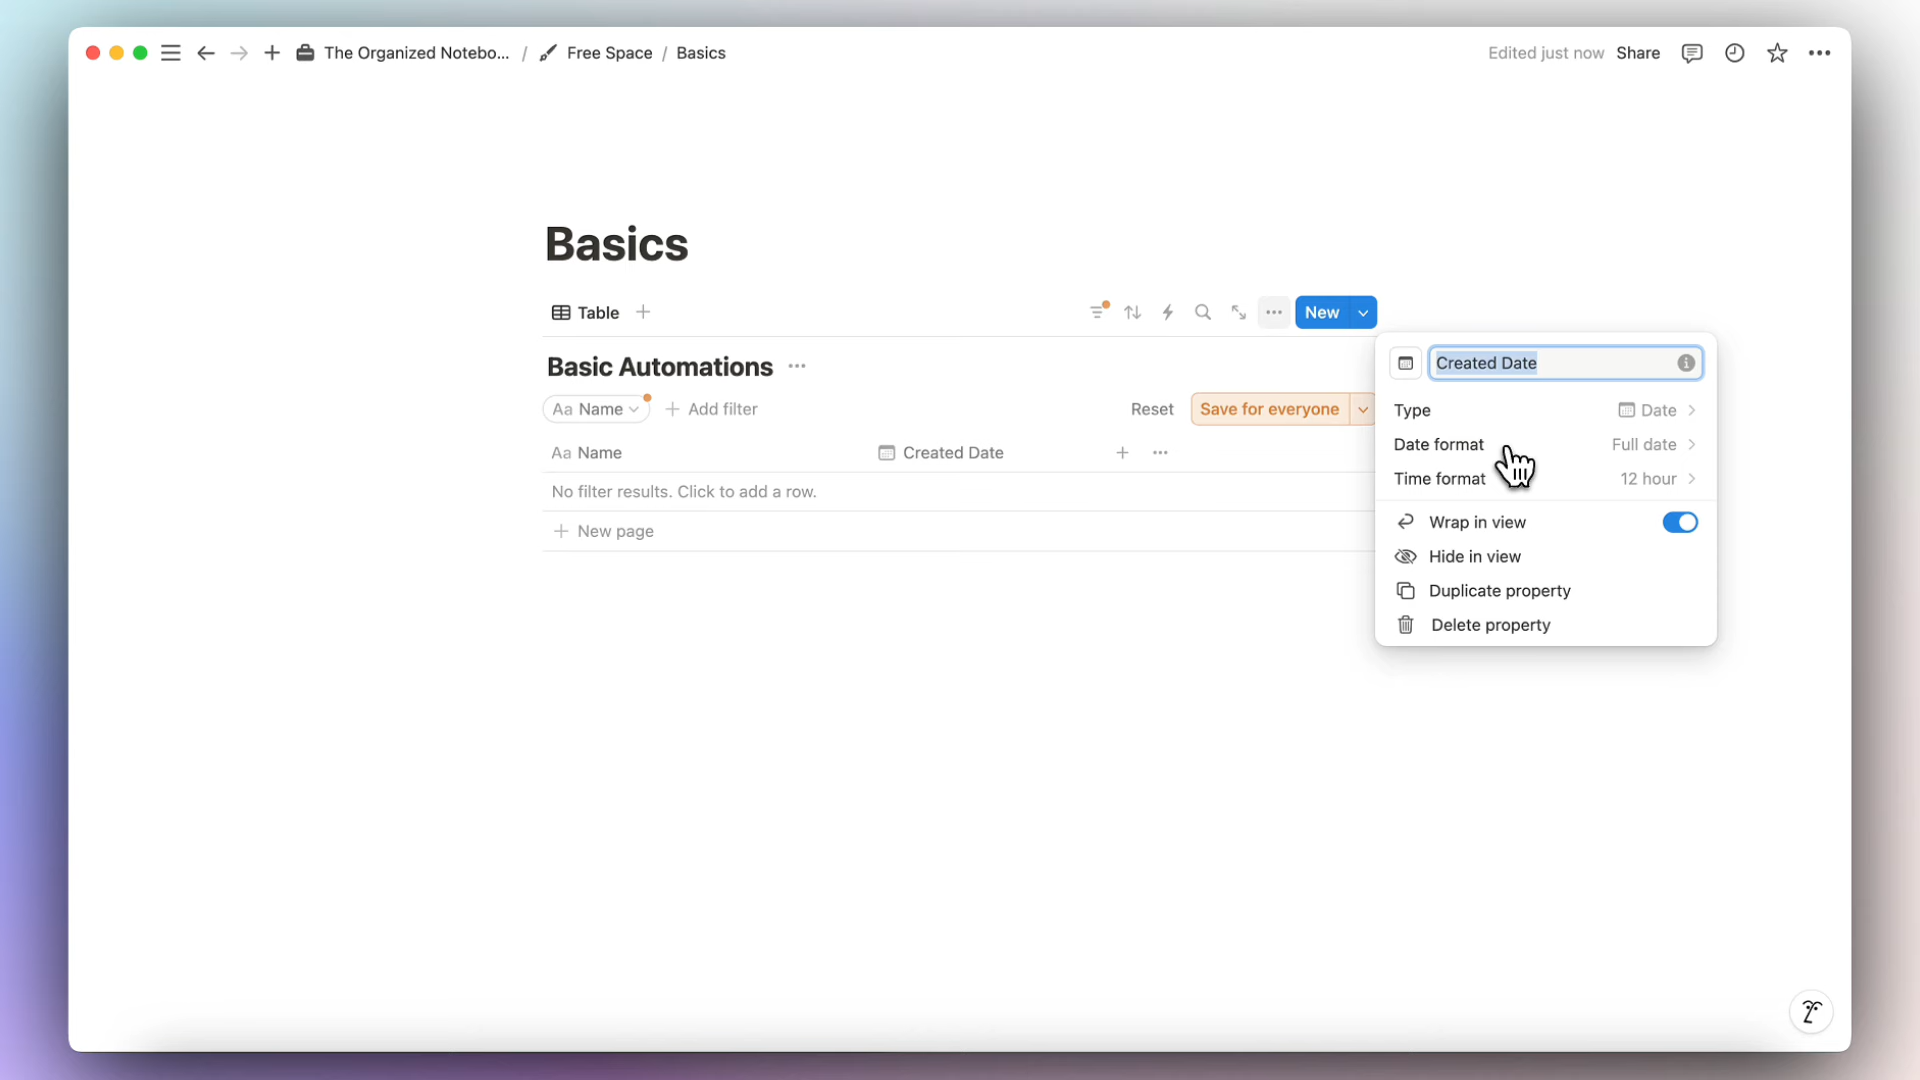 The Organized Notebo... / Free Space / Basics
Edited just now Share
Basics
Table
New
Basic Automations
Aa Name
Add filter
Reset
Save for everyone
Aa Name
Created Date
No filter results. Click to add a row.
New page
Created Date
Type Date
Date format Full date
Time format 12 hour
Wrap in view
Hide in view
Duplicate property
Delete property